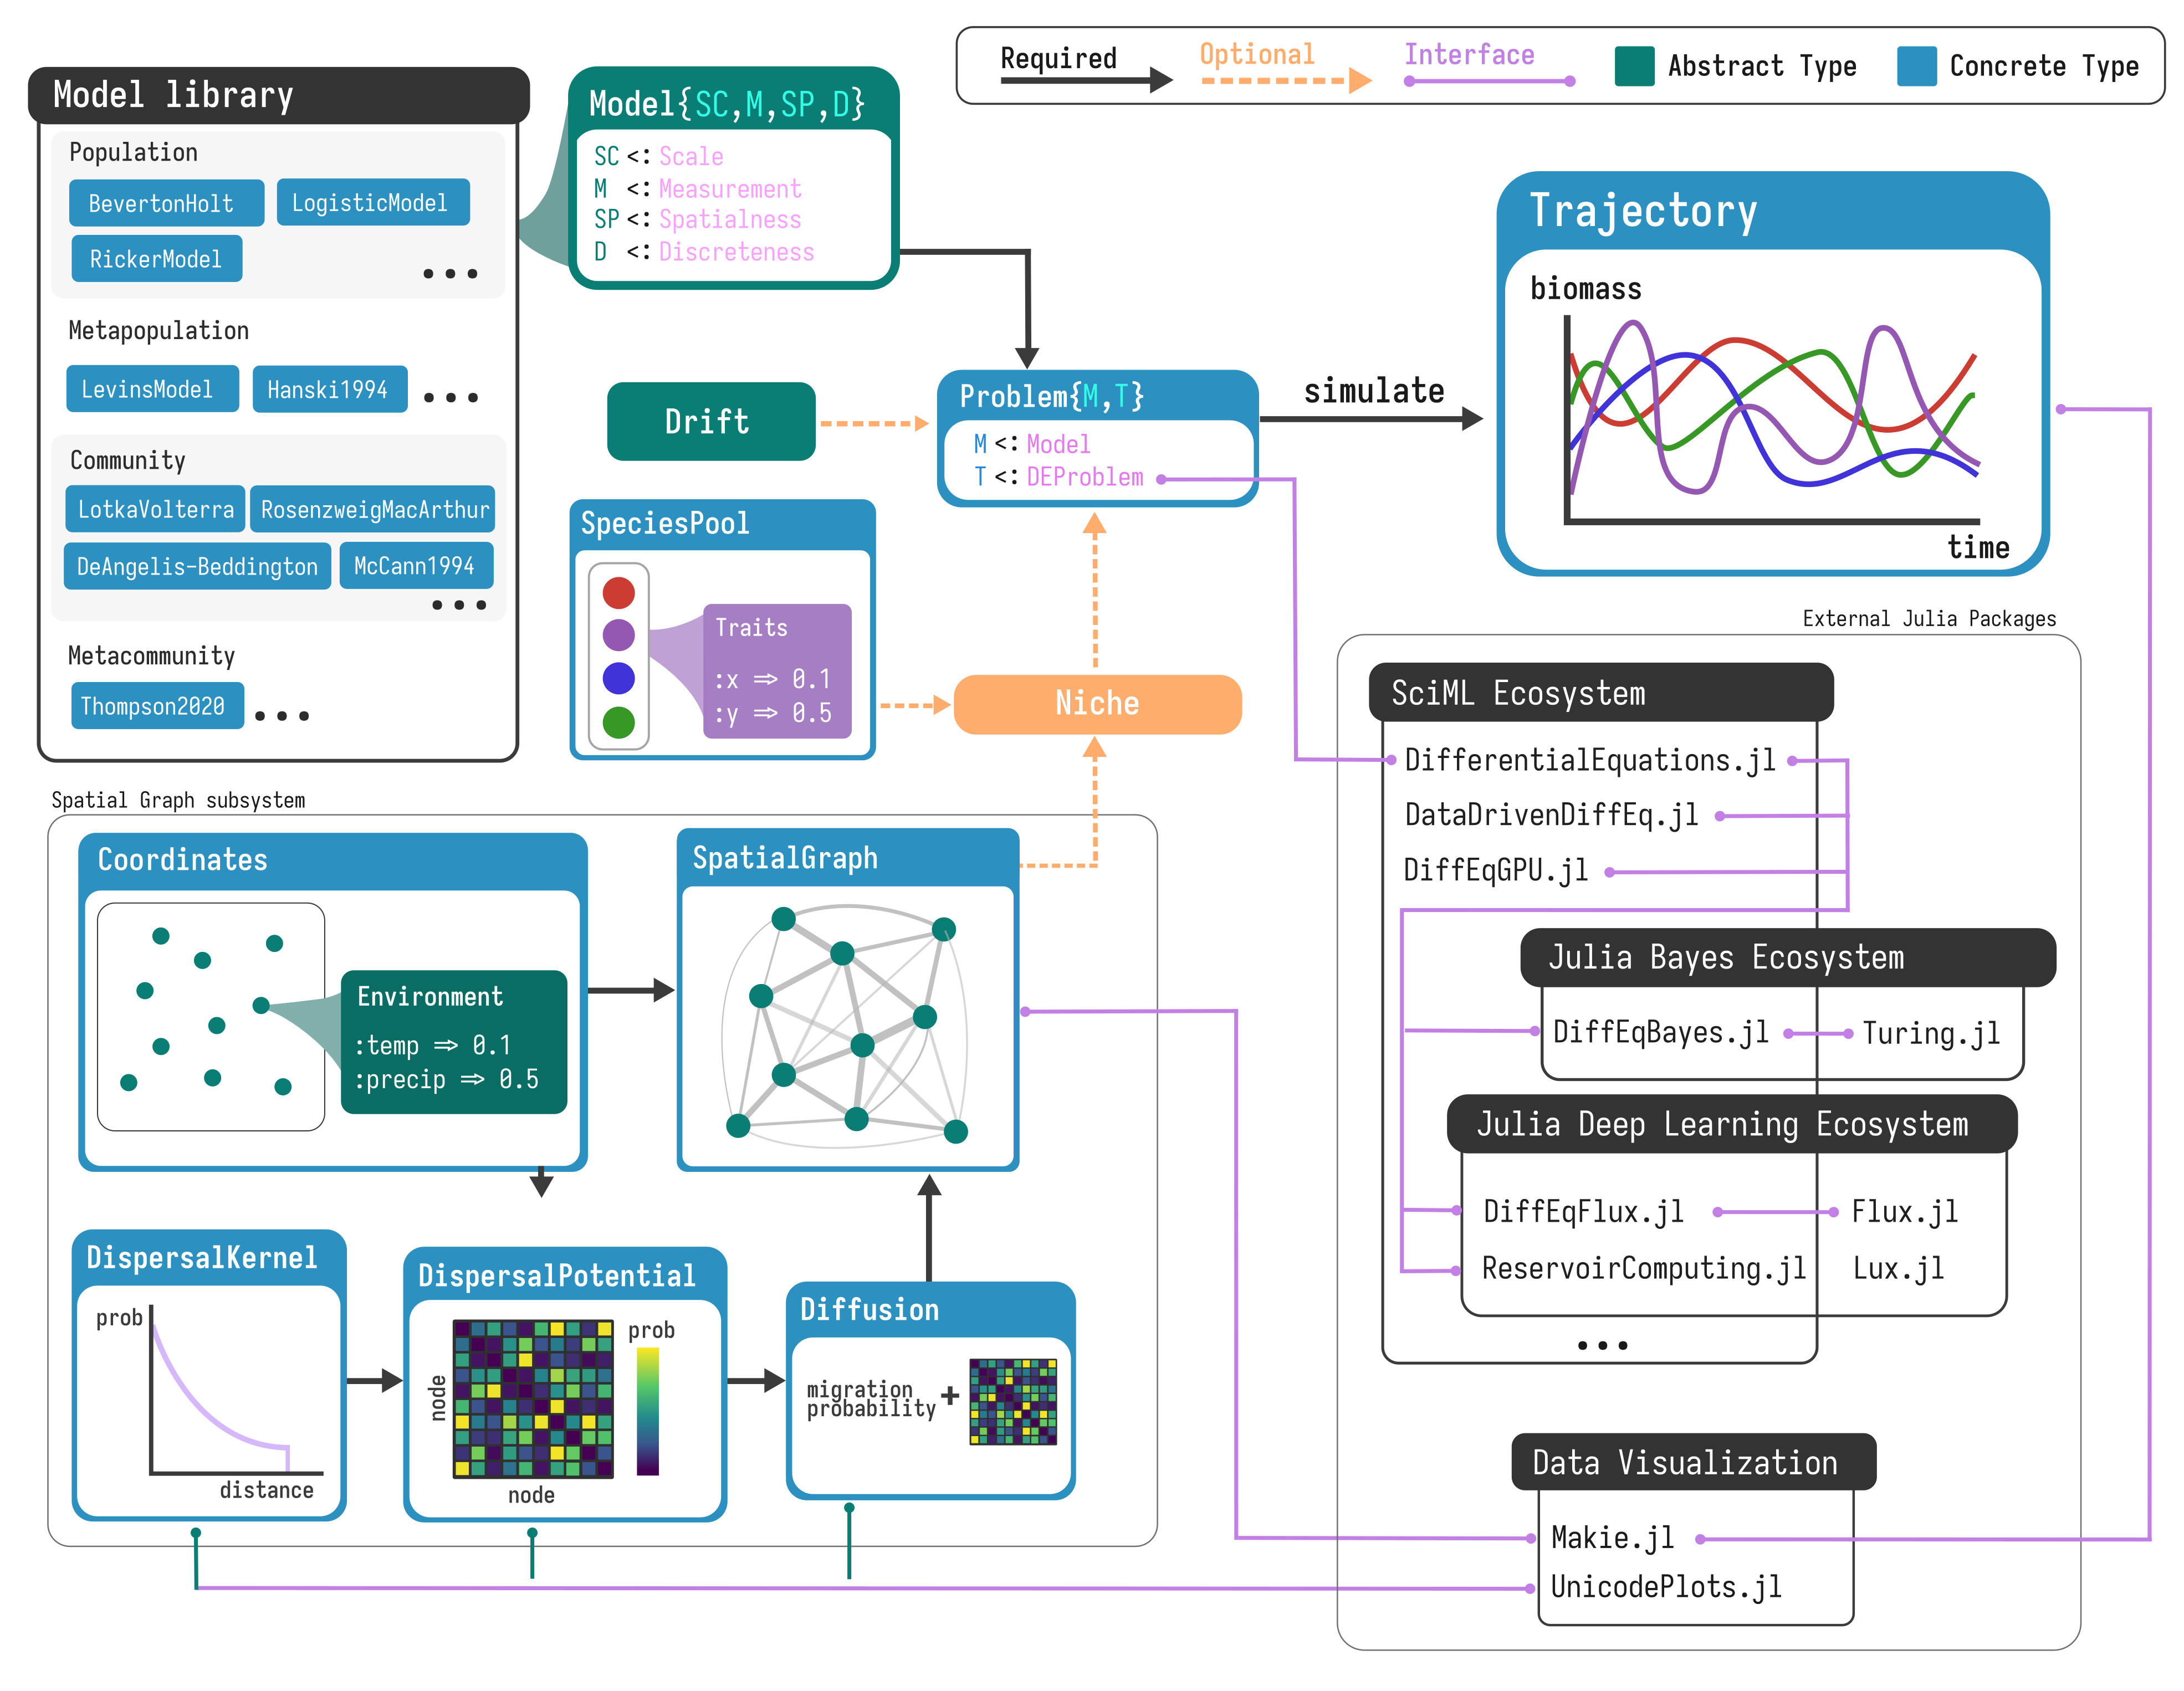 Required
Optional
Interface
Abstract Type
Concrete Type
Model library
Population
BevertonHolt
LogisticModel
RickerModel
...
Metapopulation
LevinsModel
Hanski1994
...
Community
LotkaVolterra
RosenzweigMacArthur
DeAngelis-Beddington
McCann1994
...
Metacommunity
Thompson2020
...
Model{SC,M,SP,D}
SC <: Scale
M <: Measurement
SP <: Spatialness
D <: Discreteness
Drift
Problem{M,T}
M <: Model
T <: DEProblem
simulate
Trajectory
biomass
time
SpeciesPool
Traits
:x => 0.1
:y => 0.5
Niche
Spatial Graph subsystem
Coordinates
Environment
:temp => 0.1
:precip => 0.5
SpatialGraph
DispersalKernel
prob
distance
DispersalPotential
node
prob
node
Diffusion
migration
probability +
External Julia Packages
SciML Ecosystem
DifferentialEquations.jl
DataDrivenDiffEq.jl
DiffEqGPU.jl
Julia Bayes Ecosystem
DiffEqBayes.jl
Turing.jl
Julia Deep Learning Ecosystem
DiffEqFlux.jl
Flux.jl
ReservoirComputing.jl
Lux.jl
...
Data Visualization
Makie.jl
UnicodePlots.jl